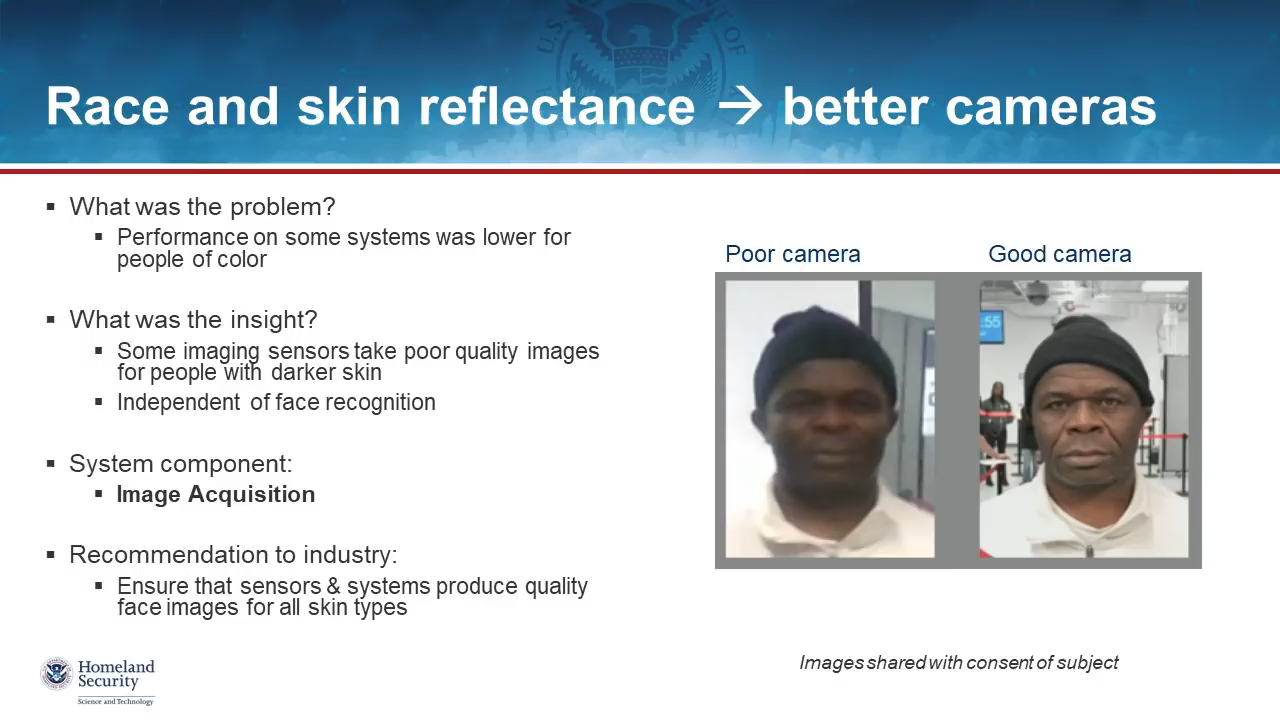 Race and skin reflectance → better cameras
▪ What was the problem?
▪ Performance on some systems was lower for
people of color
▪ What was the insight?
▪ Some imaging sensors take poor quality images
for people with darker skin
▪ Independent of face recognition
▪ System component:
▪ Image Acquisition
▪ Recommendation to industry:
▪ Ensure that sensors & systems produce quality
face images for all skin types
Poor camera
Good camera
:55
Images shared with consent of subject
Homeland
Security
Science and Technology